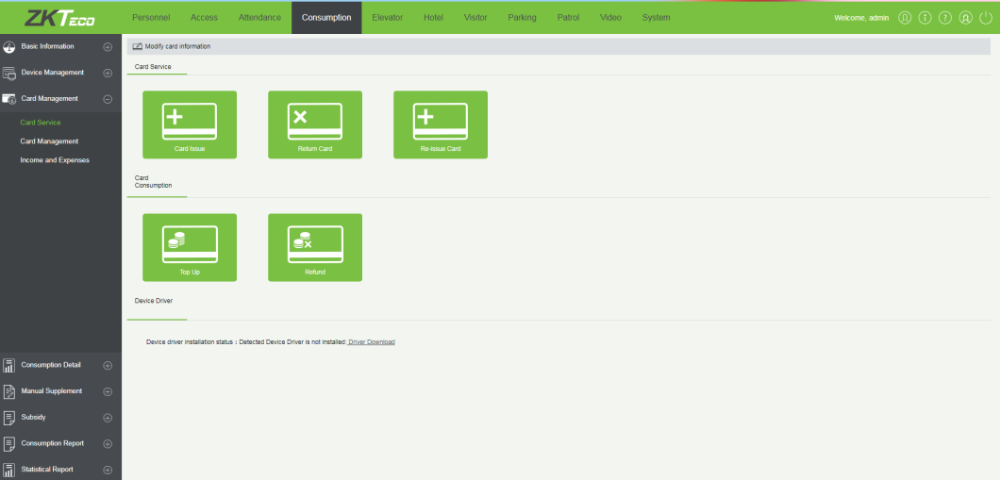 ZKTeco
Personnel Access Attendance Consumption Elevator Hotel Visitor Parking Patrol Video System
Welcome, admin
Basic Information
Device Management
Card Management
Card Service
Card Management
Income and Expenses
Consumption Detail
Manual Supplement
Subsidy
Consumption Report
Statistical Report
Modify card information
Card Service
Card Issue
Return Card
Re-issue Card
Card
Consumption
Top Up
Refund
Device Driver
Device driver installation status：Detected Device Driver is not installed: Driver Download